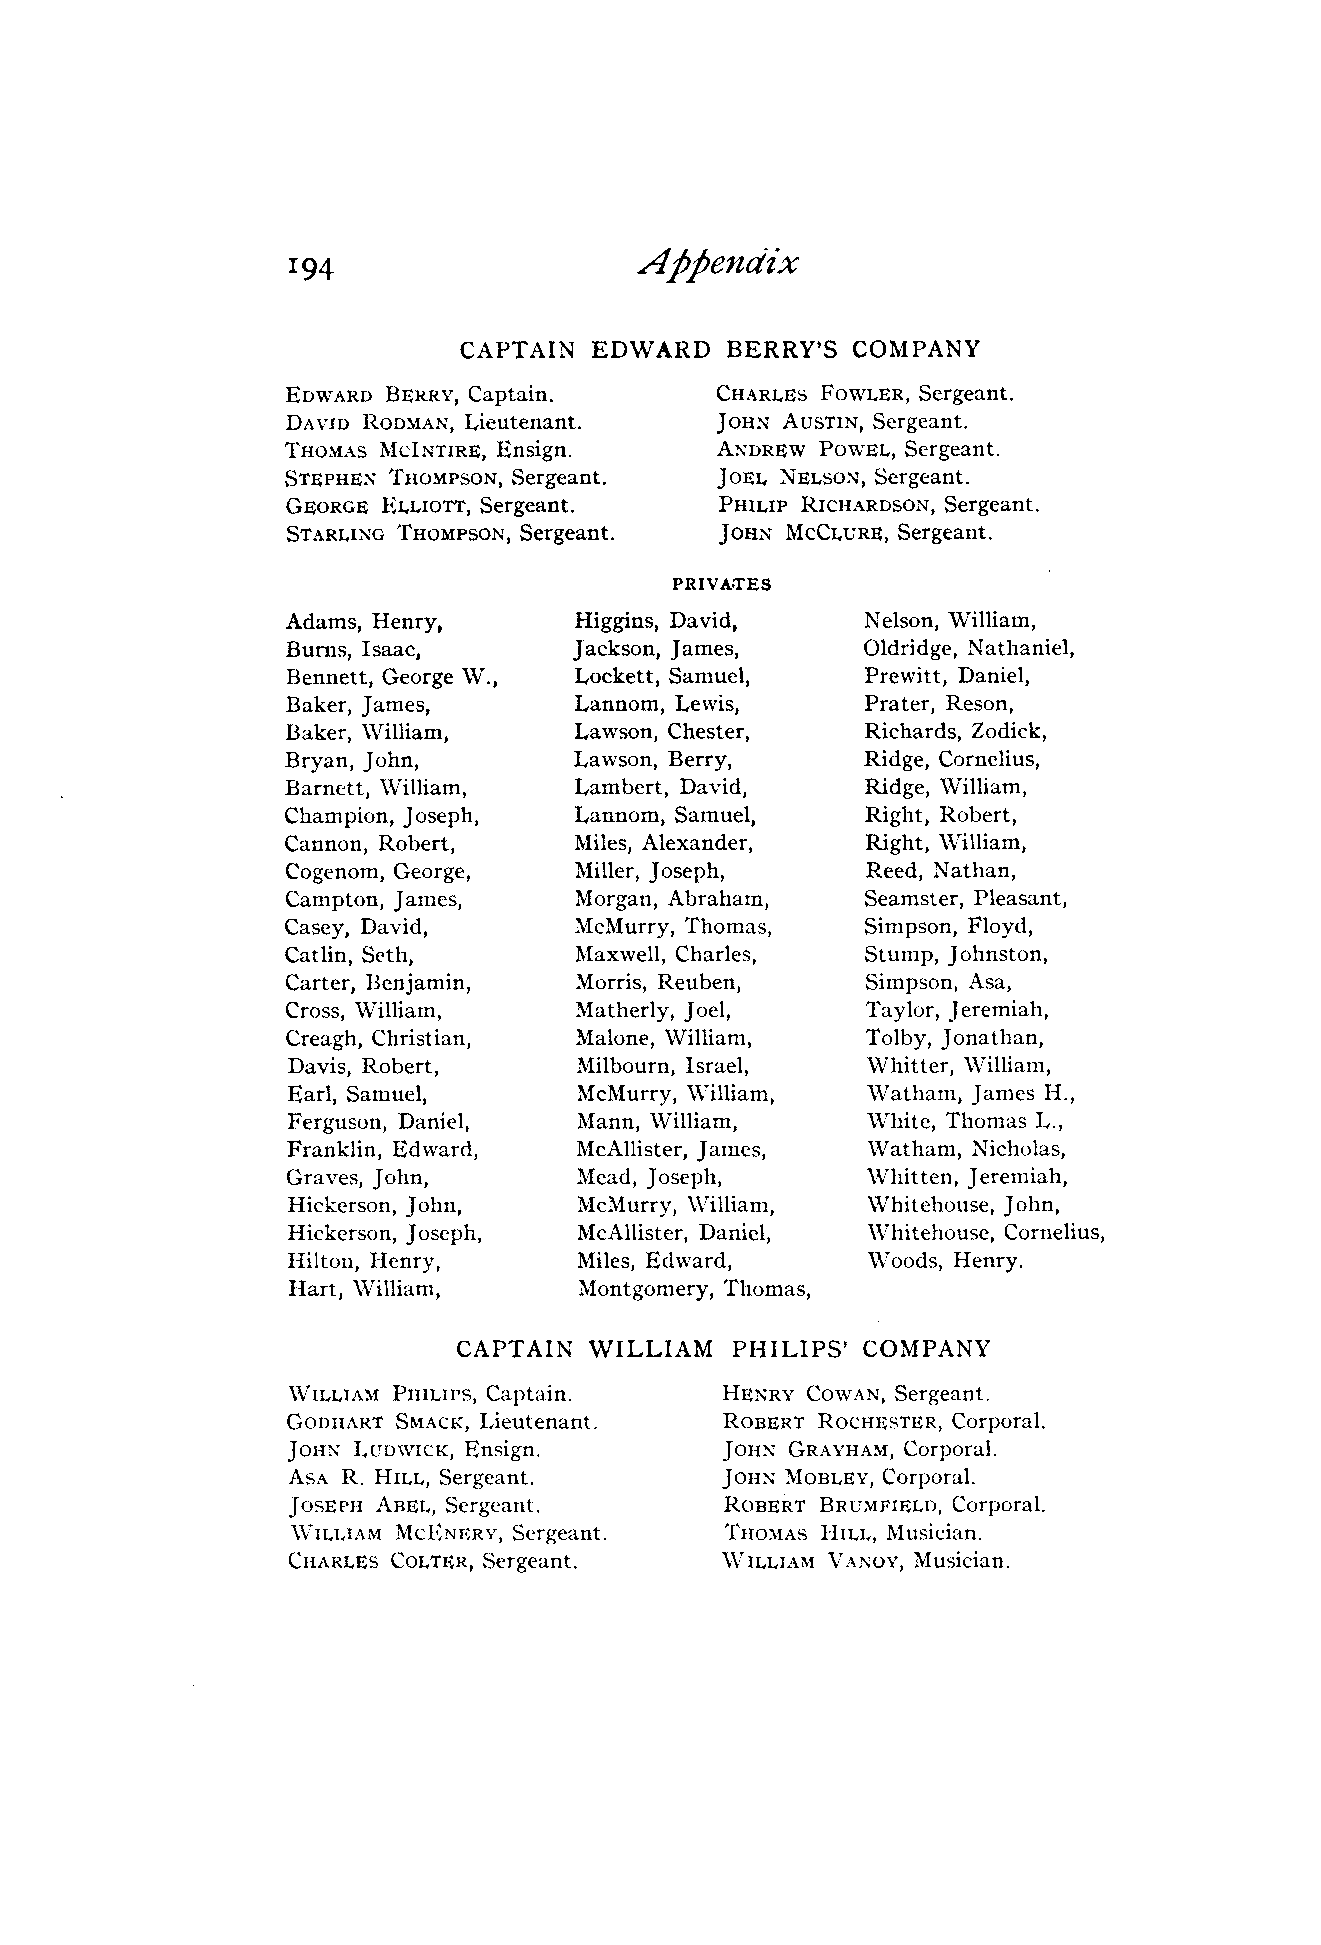 194 Appendix
CAPTAIN EDWARD BERRY'S COMPANY
EDWARD BERRY, Captain.
DAVID RODMAN, Lieutenant.
THOMAS MCINTIRE, Ensign.
STEPHEN THOMPSON, Sergeant.
GEORGE ELLIOTT, Sergeant.
STARLING THOMPSON, Sergeant.
CHARLES FOWLER, Sergeant.
JOHN AUSTIN, Sergeant.
ANDREW POWEL, Sergeant.
JOEL NELSON, Sergeant.
PHILIP RICHARDSON, Sergeant.
JOHN MCCLURE, Sergeant.
PRIVATES
Adams, Henry,
Burns, Isaac,
Bennett, George W.,
Baker, James,
Baker, William,
Bryan, John,
Barnett, William,
Champion, Joseph,
Cannon, Robert,
Cogenom, George,
Campton, James,
Casey, David,
Catlin, Seth,
Carter, Benjamin,
Cross, William,
Creagh, Christian,
Davis, Robert,
Earl, Samuel,
Ferguson, Daniel,
Franklin, Edward,
Graves, John,
Hickerson, John,
Hickerson, Joseph,
Hilton, Henry,
Hart, William,
Higgins, David,
Jackson, James,
Lockett, Samuel,
Lannom, Lewis,
Lawson, Chester,
Lawson, Berry,
Lambert, David,
Lannom, Samuel,
Miles, Alexander,
Miller, Joseph,
Morgan, Abraham,
McMurry, Thomas,
Maxwell, Charles,
Morris, Reuben,
Matherly, Joel,
Malone, William,
Milbourn, Israel,
McMurry, William,
Mann, William,
McAllister, James,
Mead, Joseph,
McMurry, William,
McAllister, Daniel,
Miles, Edward,
Montgomery, Thomas,
Nelson, William,
Oldridge, Nathaniel,
Prewitt, Daniel,
Prater, Reson,
Richards, Zodick,
Ridge, Cornelius,
Ridge, William,
Right, Robert,
Right, William,
Reed, Nathan,
Seamster, Pleasant,
Simpson, Floyd,
Stump, Johnston,
Simpson, Asa,
Taylor, Jeremiah,
Tolby, Jonathan,
Whitter, William,
Watham, James H.,
White, Thomas L.,
Watham, Nicholas,
Whitten, Jeremiah,
Whitehouse, John,
Whitehouse, Cornelius,
Woods, Henry.
CAPTAIN WILLIAM PHILIPS' COMPANY
WILLIAM PHILIPS, Captain.
GODHART SMACK, Lieutenant.
JOHN LUDWICK, Ensign.
ASA R. HILL, Sergeant.
JOSEPH ABEL, Sergeant.
WILLIAM MCENERY, Sergeant.
CHARLES COLTER, Sergeant.
HENRY COWAN, Sergeant.
ROBERT ROCHESTER, Corporal.
JOHN GRAYHAM, Corporal.
JOHN MOBLEY, Corporal.
ROBERT BRUMFIELD, Corporal.
THOMAS HILL, Musician.
WILLIAM VANOY, Musician.